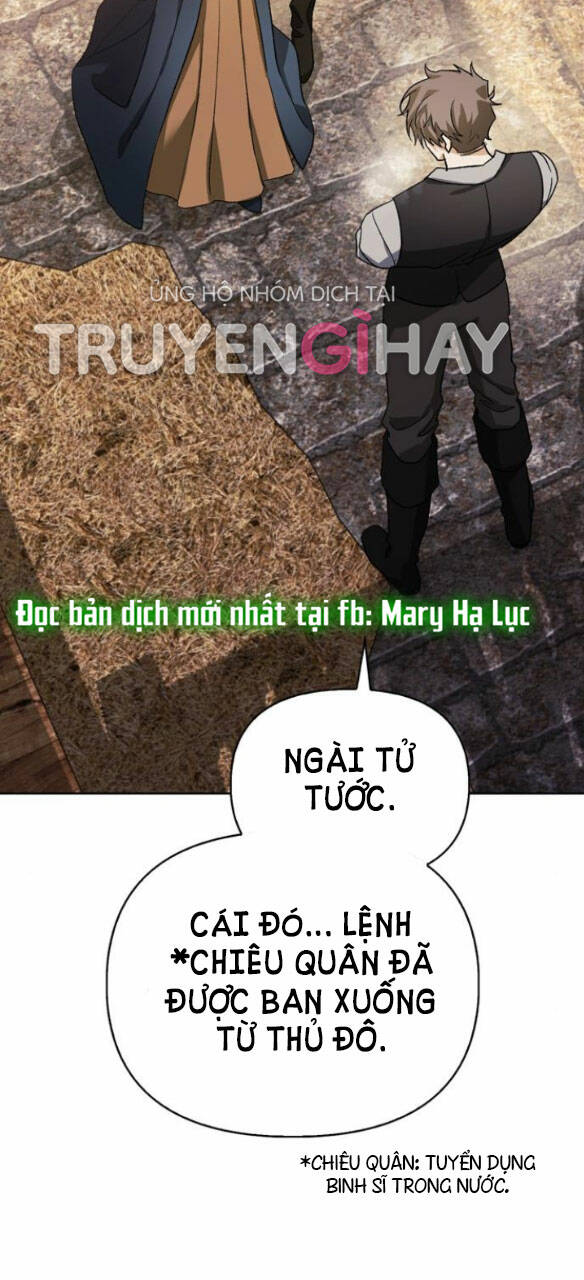 ỦNG HỘ NHÓM DỊCH TẠI
TRUYENGÌHAY
Đọc bản dịch mới nhất tại fb: Mary Hạ Lục
NGÀI TỬ
TƯỚC.
CÁI ĐÓ... LỆNH
*CHIÊU QUÂN ĐÃ
ĐƯỢC BAN XUỐNG
TỪ THỦ ĐÔ.
*CHIÊU QUÂN: TUYỂN DỤNG
BINH SĨ TRONG NƯỚC.